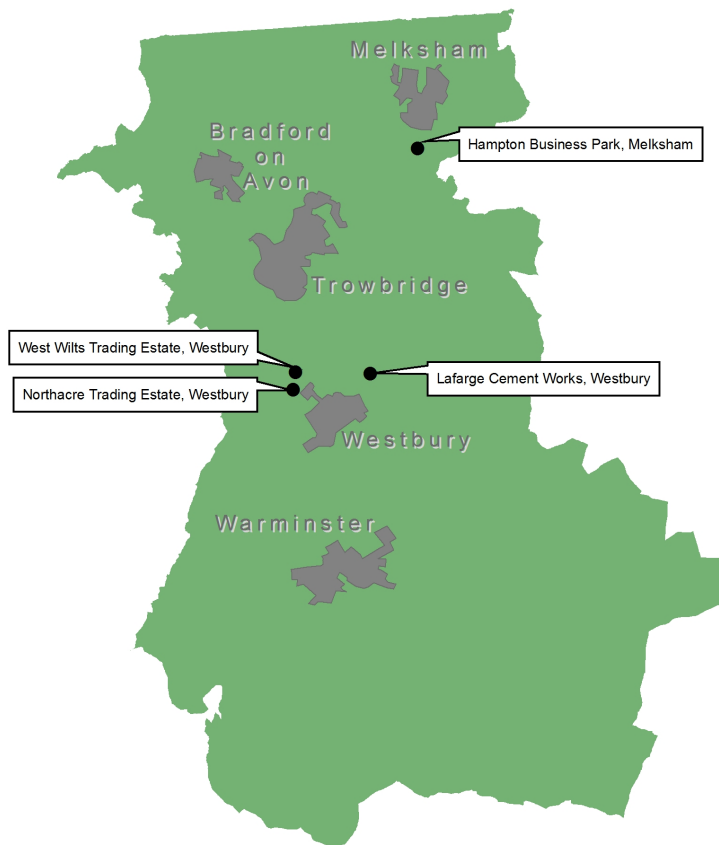 Melksham
Hampton Business Park, Melksham
Bradford
on
Avon
Trowbridge
West Wilts Trading Estate, Westbury
Lafarge Cement Works, Westbury
Northacre Trading Estate, Westbury
Westbury
Warminster